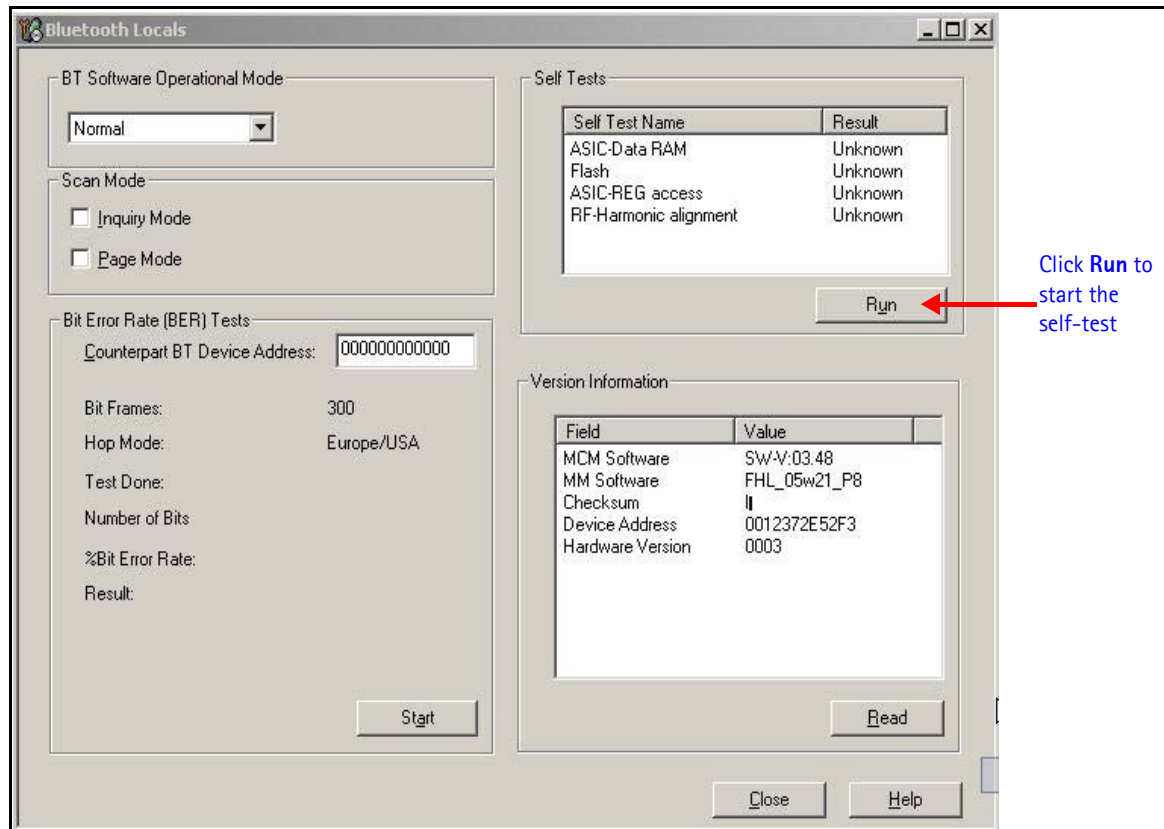 Bluetooth Locals
BT Software Operational Mode
Normal
Scan Mode
Inquiry Mode
Page Mode
Bit Error Rate (BER) Tests
Counterpart BT Device Address: 000000000000
Bit Frames: 300
Hop Mode: Europe/USA
Test Done:
Number of Bits
%Bit Error Rate:
Result:
Start
Self Tests
Self Test Name Result
ASIC-Data RAM Unknown
Flash Unknown
ASIC-REG access Unknown
RF-Harmonic alignment Unknown
Run
Click Run to
start the
self-test
Version Information
Field Value
MCM Software SW-V:03.48
MM Software FHL_05w21_P8
Checksum
Device Address 0012372E52F3
Hardware Version 0003
Read
Close
Help